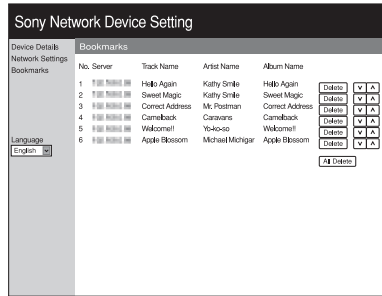 Sony Network Device Setting
Device Details
Network Settings
Bookmarks
Language
English
Bookmarks
No. Server Track Name Artist Name Album Name
1 Hello Again Kathy Smile Hello Again Delete v ʌ
2 Sweet Magic Kathy Smile Sweet Magic Delete v ʌ
3 Correct Address Mr. Postman Correct Address Delete v ʌ
4 Camelback Caravans Camelback Delete v ʌ
5 Welcome!! Yo-ko-so Welcome!! Delete v ʌ
6 Apple Blossom Michael Michigar Apple Blossom Delete v ʌ
All Delete